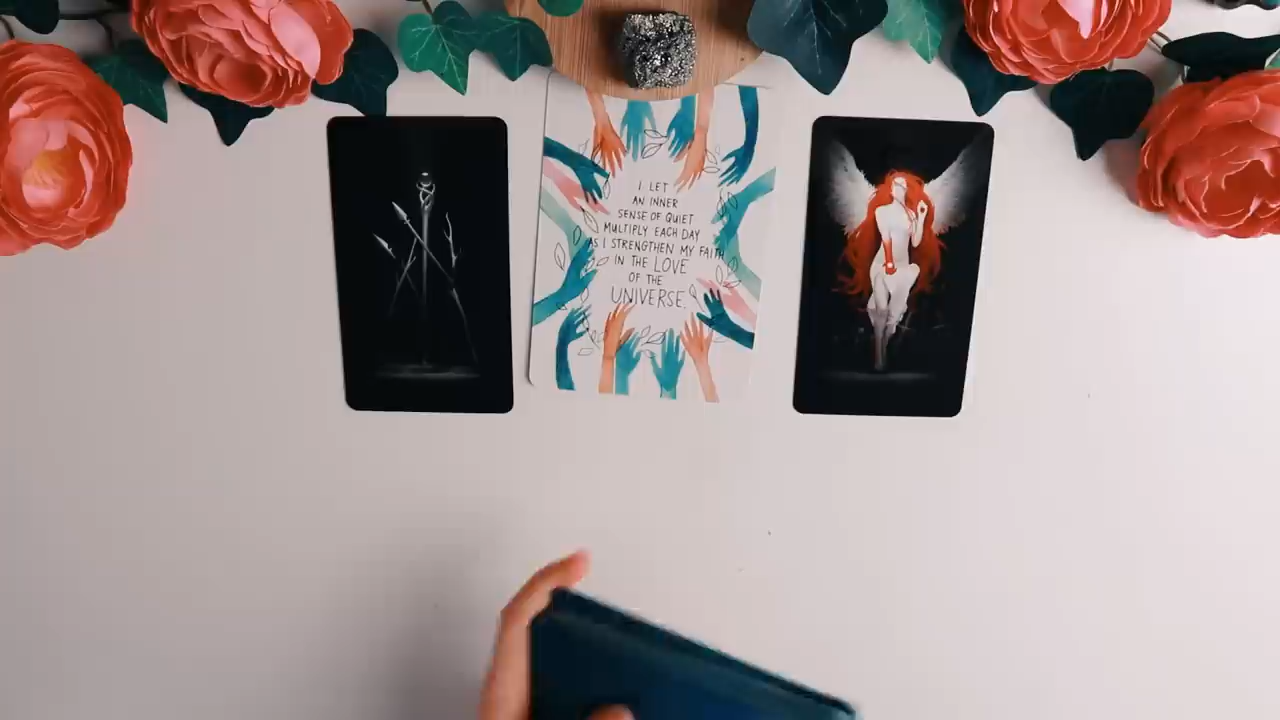 I LET
AN INNER
SENSE OF QUIET
MULTIPLY EACH DAY
AS I STRENGTHEN MY FAITH
IN THE LOVE
OF THE
UNIVERSE.